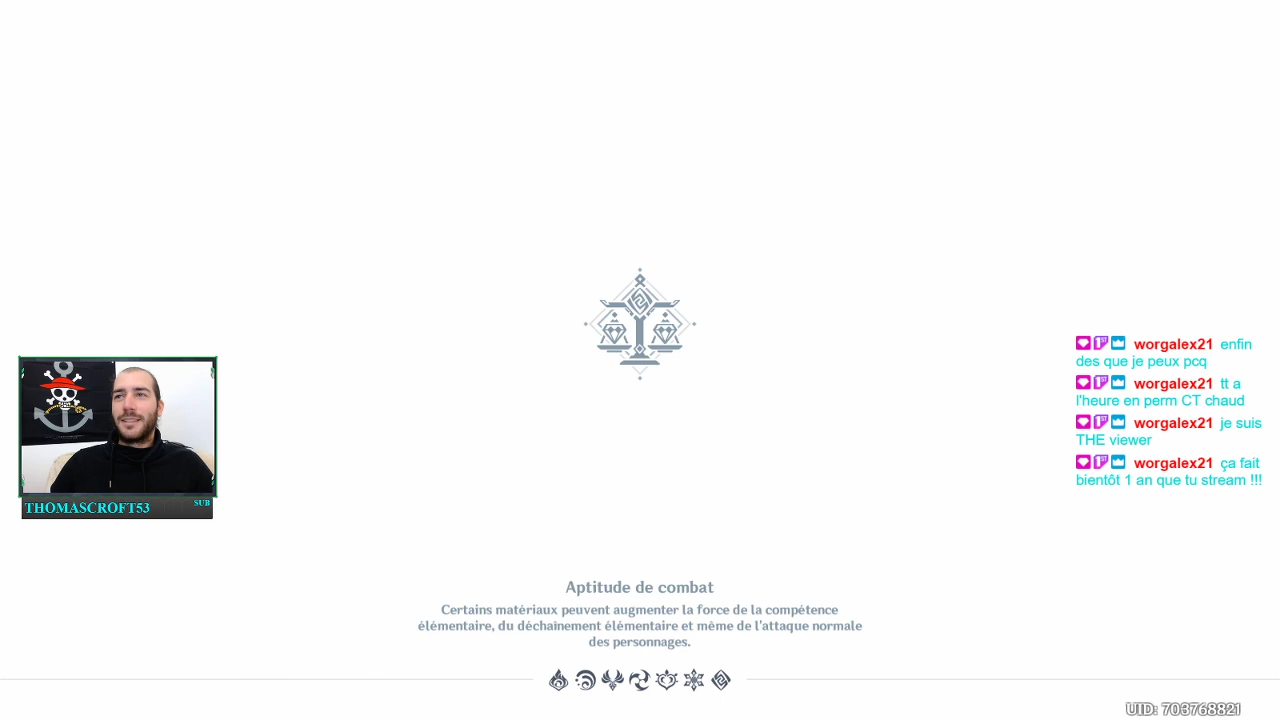 worgalex21 enfin
des que je peux pcq
worgalex21 tt a
l'heure en perm CT chaud
worgalex21 je suis
THE viewer
worgalex21 ça fait
bientôt 1 an que tu stream !!!
THOMASCROFT53 SUB
Aptitude de combat
Certains matériaux peuvent augmenter la force de la compétence
élémentaire, du déchaînement élémentaire et même de l'attaque normale
des personnages.
UID: 703768821